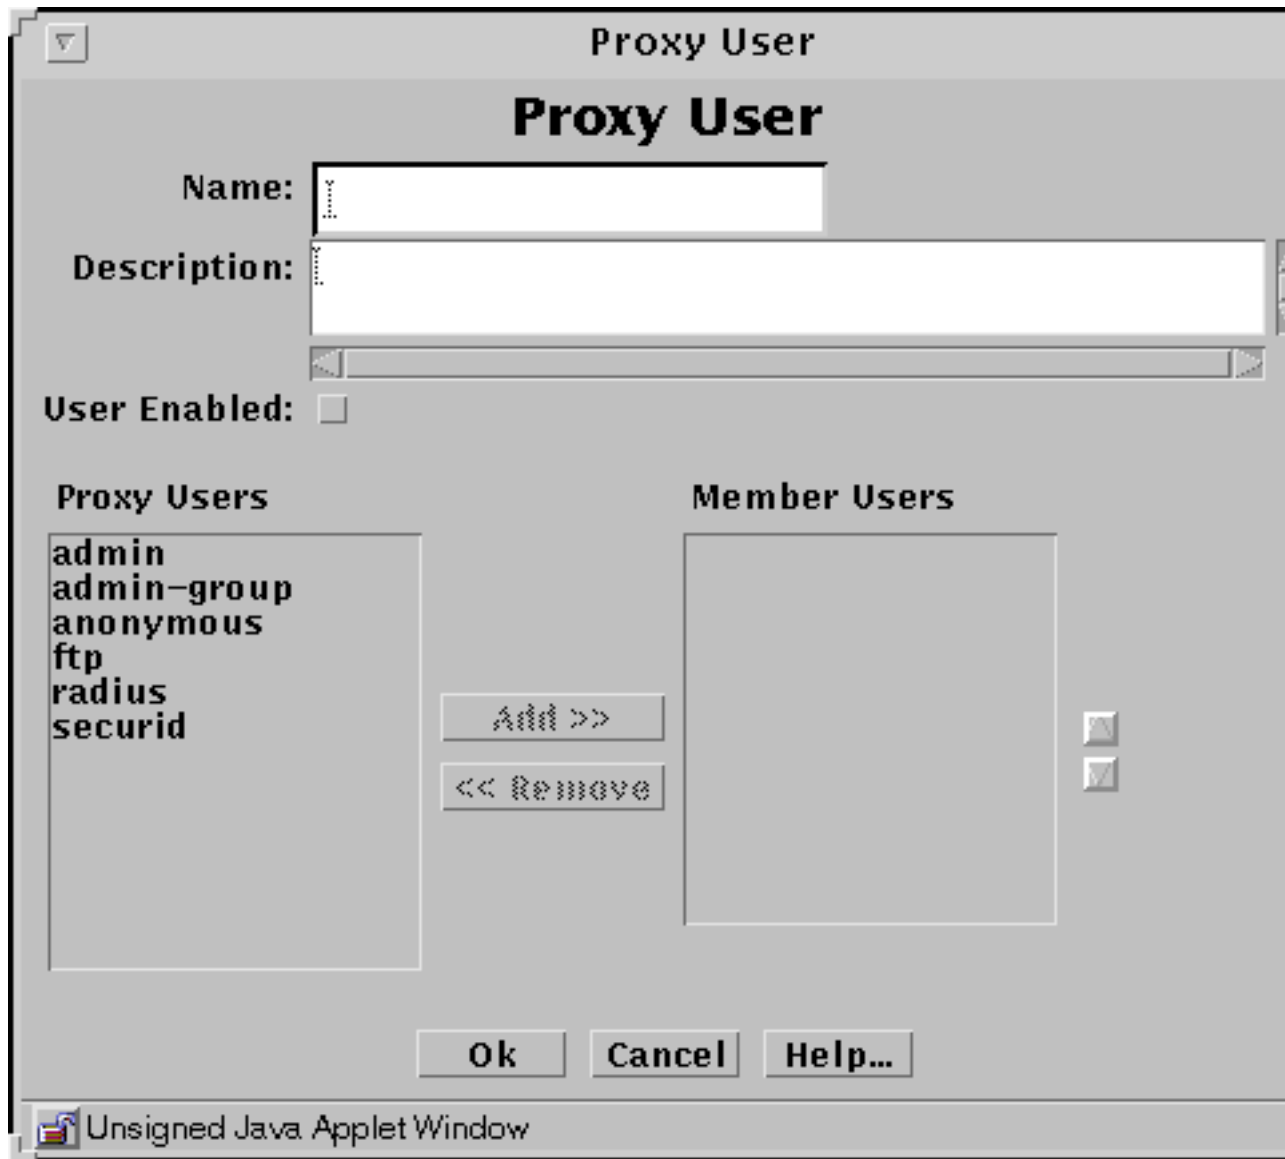 Proxy User
Proxy User
Name:
Description:
User Enabled:
Proxy Users
Member Users
admin
admin-group
anonymous
ftp
radius
securid
Add >>
<< Remove
Ok
Cancel
Help...
Unsigned Java Applet Window